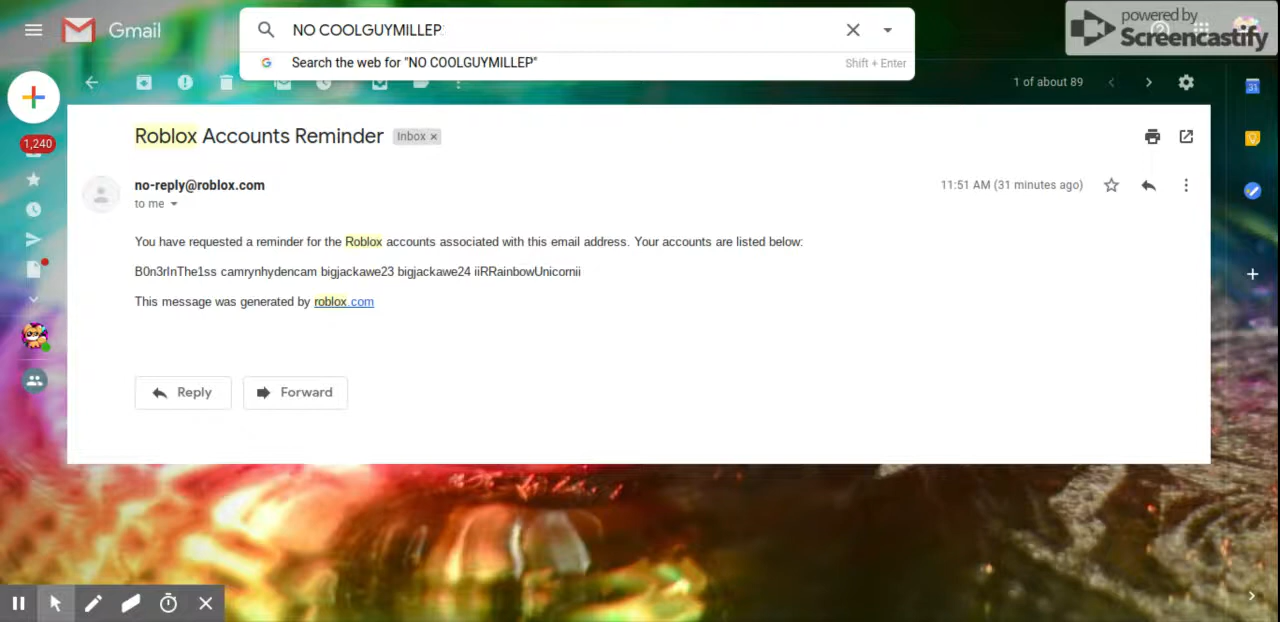 Gmail
NO COOLGUYMILLEP
powered by
Screencastify
Search the web for "NO COOLGUYMILLEP"
Shift + Enter
1 of about 89
31
1,240
Roblox Accounts Reminder
Inbox ×
no-reply@roblox.com
11:51 AM (31 minutes ago)
to me
You have requested a reminder for the Roblox accounts associated with this email address. Your accounts are listed below:
B0n3rInThe1ss camrynhydencam bigjackawe23 bigjackawe24 iiRRainbowUnicornii
This message was generated by roblox.com
Reply
Forward